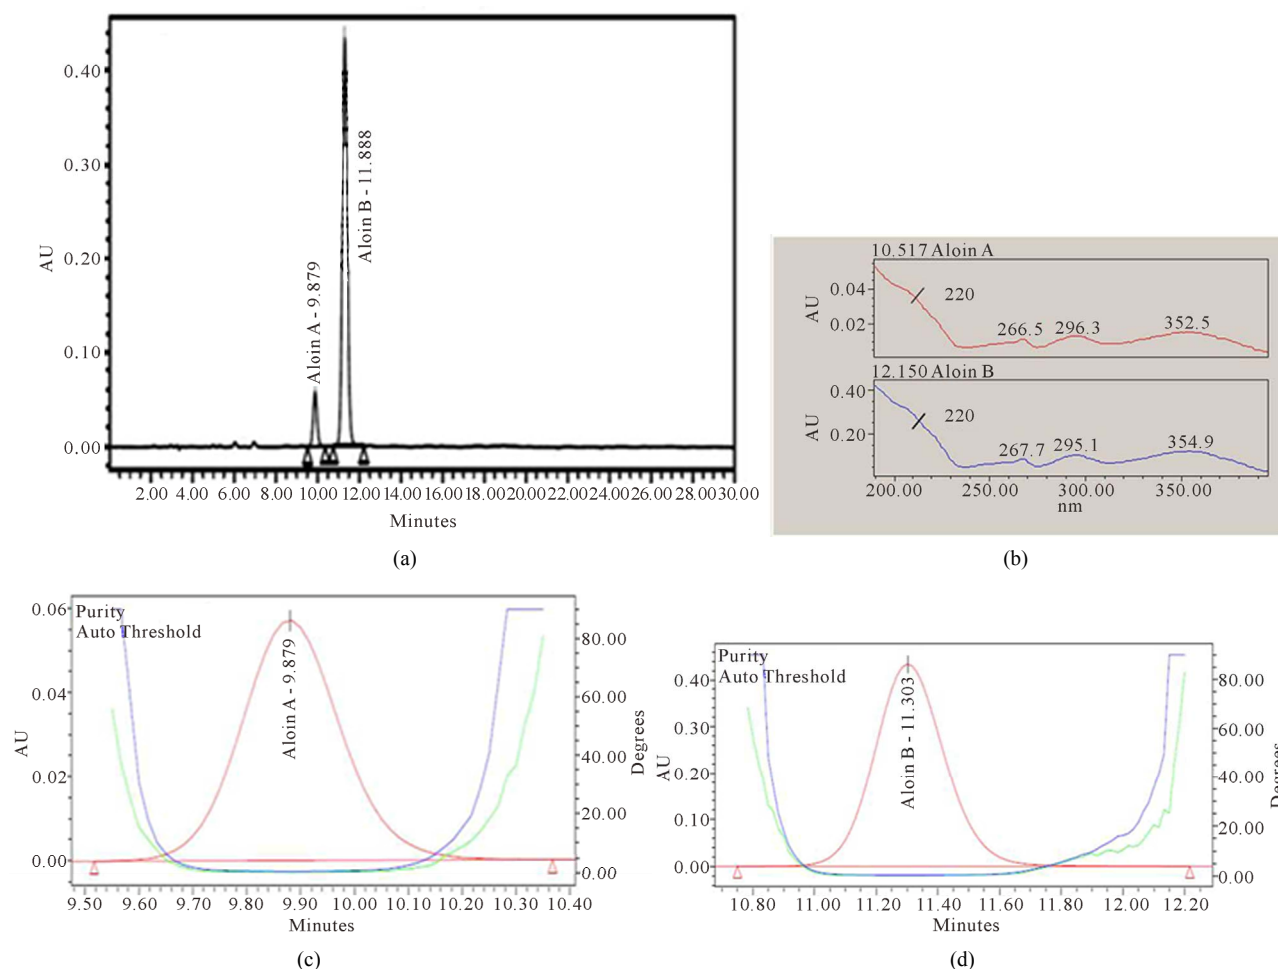 0.40
0.30
0.20
0.10
0.00
AU
Aloin A - 9.879
Aloin B - 11.888
2.00 4.00 6.00 8.00 10.00 12.00 14.00 16.00 18.00 20.00 22.00 24.00 26.00 28.00 30.00
Minutes
(a)
10.517 Aloin A
AU
0.04
0.02
220
266.5
296.3
352.5
12.150 Aloin B
AU
0.40
0.20
220
267.7
295.1
354.9
200.00 250.00 300.00 350.00
nm
(b)
Purity
Auto Threshold
0.06
0.04
0.02
0.00
AU
Aloin A - 9.879
80.00
60.00
40.00
20.00
0.00
Degrees
9.50 9.60 9.70 9.80 9.90 10.00 10.10 10.20 10.30 10.40
Minutes
(c)
Purity
Auto Threshold
0.40
0.30
0.20
0.10
0.00
AU
Aloin B - 11.303
80.00
60.00
40.00
20.00
0.00
Degrees
10.80 11.00 11.20 11.40 11.60 11.80 12.00 12.20
Minutes
(d)